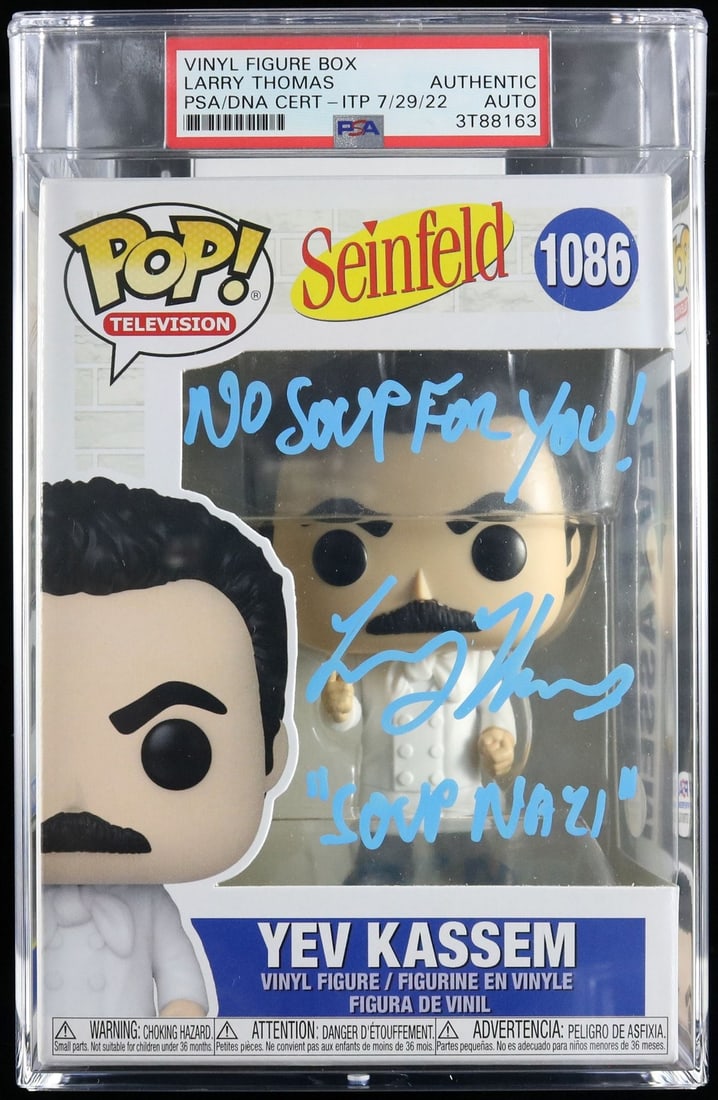 VINYL FIGURE BOX
LARRY THOMAS AUTHENTIC
PSA/DNA CERT - ITP 7/29/22 AUTO
PSA 3T88163
POP! ®
TELEVISION
Seinfeld
1086
NO SOUP FOR YOU!
Larry Thomas
"SOUP NAZI"
YEV KASSEM
VINYL FIGURE / FIGURINE EN VINYLE
FIGURA DE VINIL
WARNING: CHOKING HAZARD.
Small parts. Not suitable for children under 36 months.
ATTENTION: DANGER D'ÉTOUFFEMENT.
Petites pièces. Ne convient pas aux enfants de moins de 36 mois.
ADVERTENCIA: PELIGRO DE ASFIXIA.
Partes pequeñas. No es adecuado para niños menores de 36 meses.